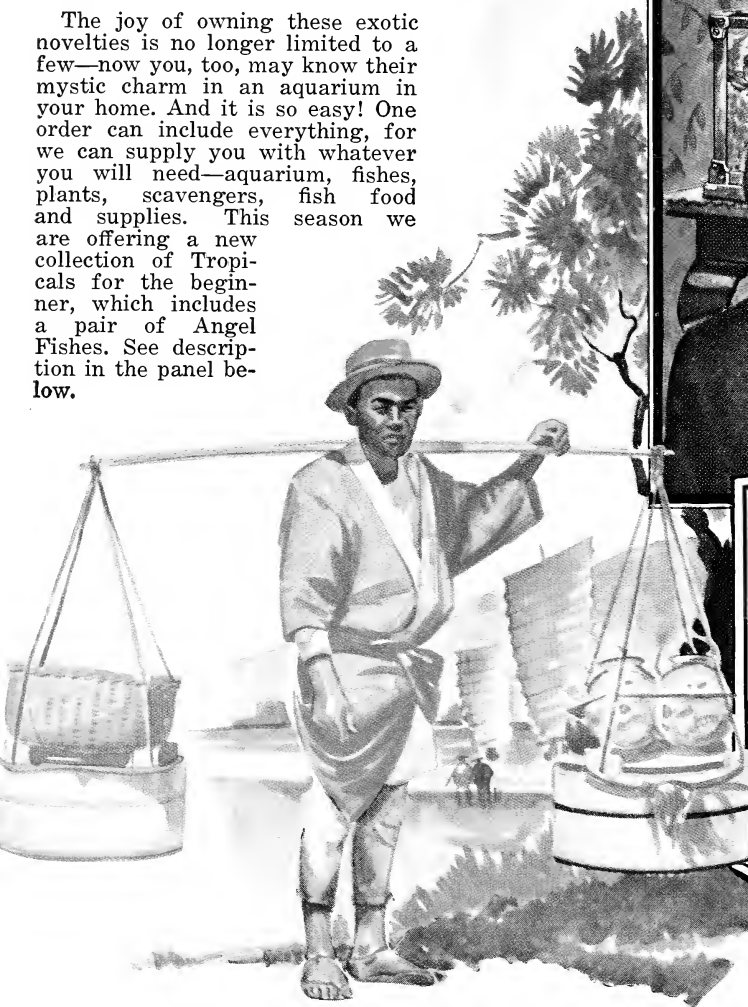 The joy of owning these exotic
novelties is no longer limited to a
few—now you, too, may know their
mystic charm in an aquarium in
your home. And it is so easy! One
order can include everything, for
we can supply you with whatever
you will need—aquarium, fishes,
plants, scavengers, fish food
and supplies. This season we
are offering a new
collection of Tropi-
cals for the begin-
ner, which includes
a pair of Angel
Fishes. See descrip-
tion in the panel be-
low.